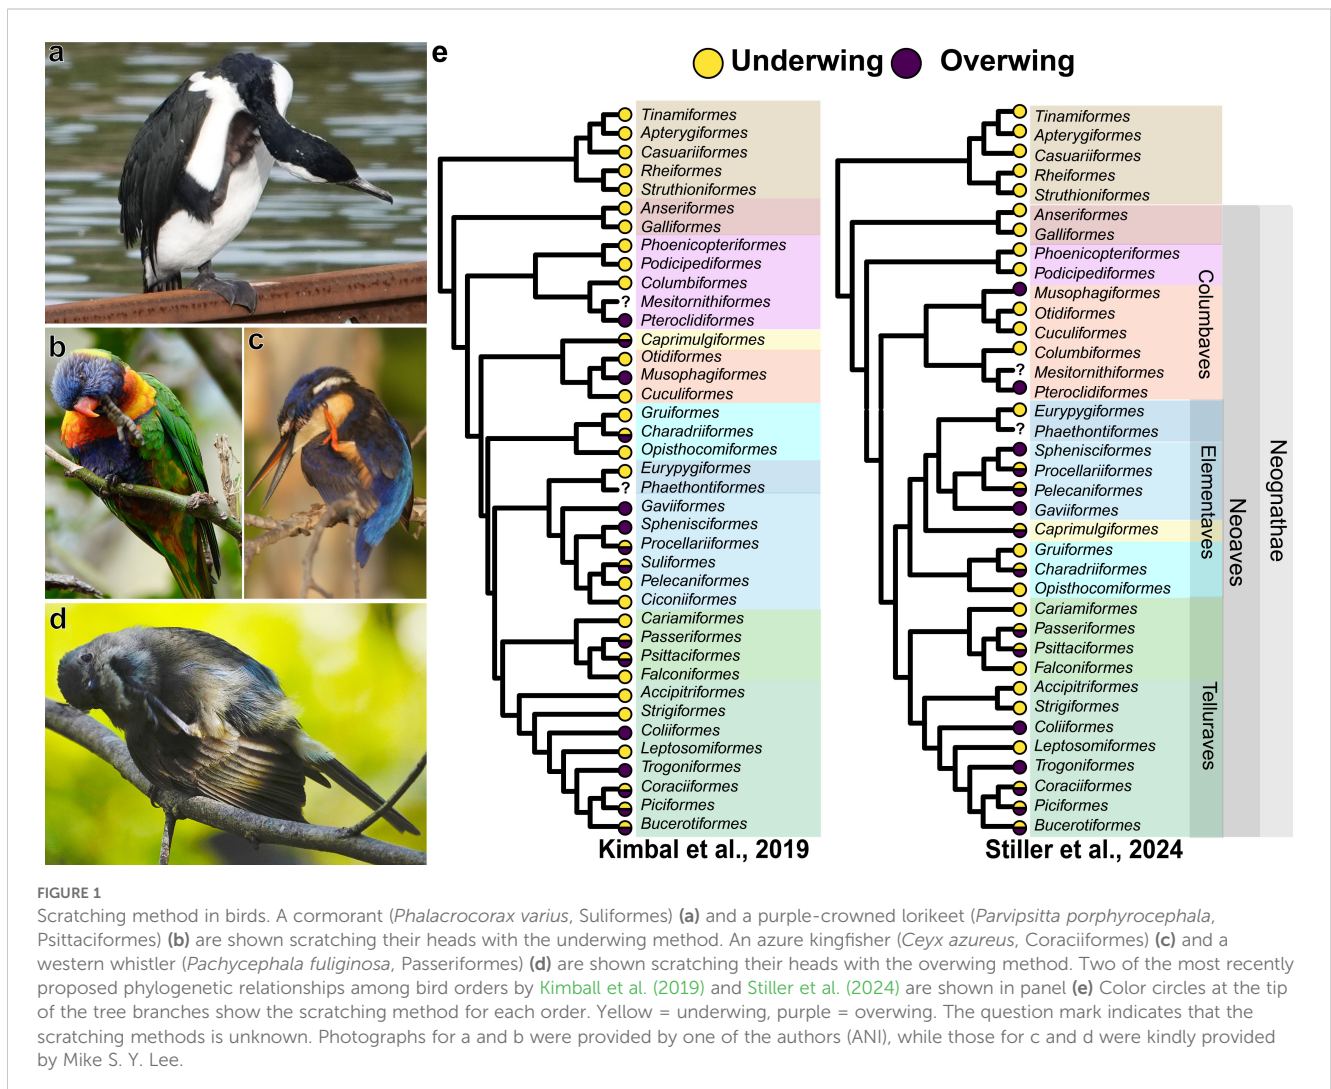 a
b
c
d
e
Underwing
Overwing
Tinamiformes
Apterygiformes
Casuariiformes
Rheiformes
Struthioniformes
Anseriformes
Galliformes
Phoenicopteriformes
Podicipediformes
Columbiformes
? Mesitornithiformes
Pteroclidiformes
Caprimulgiformes
Otidiformes
Musophagiformes
Cuculiformes
Gruiformes
Charadriiformes
Opisthocomiformes
Eurypygiformes
? Phaethontiformes
Gaviiformes
Sphenisciformes
Procellariiformes
Suliformes
Pelecaniformes
Ciconiiformes
Cariamiformes
Passeriformes
Psittaciformes
Falconiformes
Accipitriformes
Strigiformes
Coliiformes
Leptosomiformes
Trogoniformes
Coraciiformes
Piciformes
Bucerotiformes
Kimbal et al., 2019
Tinamiformes
Apterygiformes
Casuariiformes
Rheiformes
Struthioniformes
Anseriformes
Galliformes
Phoenicopteriformes
Podicipediformes
Musophagiformes
Otidiformes
Cuculiformes
Columbiformes
? Mesitornithiformes
Pteroclidiformes
Eurypygiformes
? Phaethontiformes
Sphenisciformes
Procellariiformes
Pelecaniformes
Gaviiformes
Caprimulgiformes
Gruiformes
Charadriiformes
Opisthocomiformes
Cariamiformes
Passeriformes
Psittaciformes
Falconiformes
Accipitriformes
Strigiformes
Coliiformes
Leptosomiformes
Trogoniformes
Coraciiformes
Piciformes
Bucerotiformes
Stiller et al., 2024
Columbaves
Elementaves
Telluraves
Neoaves
Neognathae
FIGURE 1
Scratching method in birds. A cormorant (Phalacrocorax varius, Suliformes) (a) and a purple-crowned lorikeet (Parvipsitta porphyrocephala,
Psittaciformes) (b) are shown scratching their heads with the underwing method. An azure kingfisher (Ceyx azureus, Coraciiformes) (c) and a
western whistler (Pachycephala fuliginosa, Passeriformes) (d) are shown scratching their heads with the overwing method. Two of the most recently
proposed phylogenetic relationships among bird orders by Kimball et al. (2019) and Stiller et al. (2024) are shown in panel (e) Color circles at the tip
of the tree branches show the scratching method for each order. Yellow = underwing, purple = overwing. The question mark indicates that the
scratching methods is unknown. Photographs for a and b were provided by one of the authors (ANI), while those for c and d were kindly provided
by Mike S. Y. Lee.